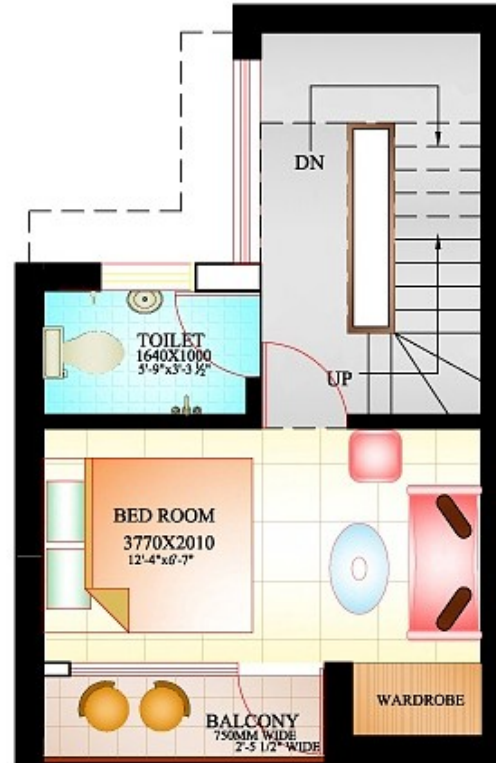 DN
TOILET
1640X1000
5'-9"x3'-3 ½"
UP
BED ROOM
3770X2010
12'-4"x6'-7"
WARDROBE
BALCONY
750MM WIDE
2'-5 1/2" WIDE